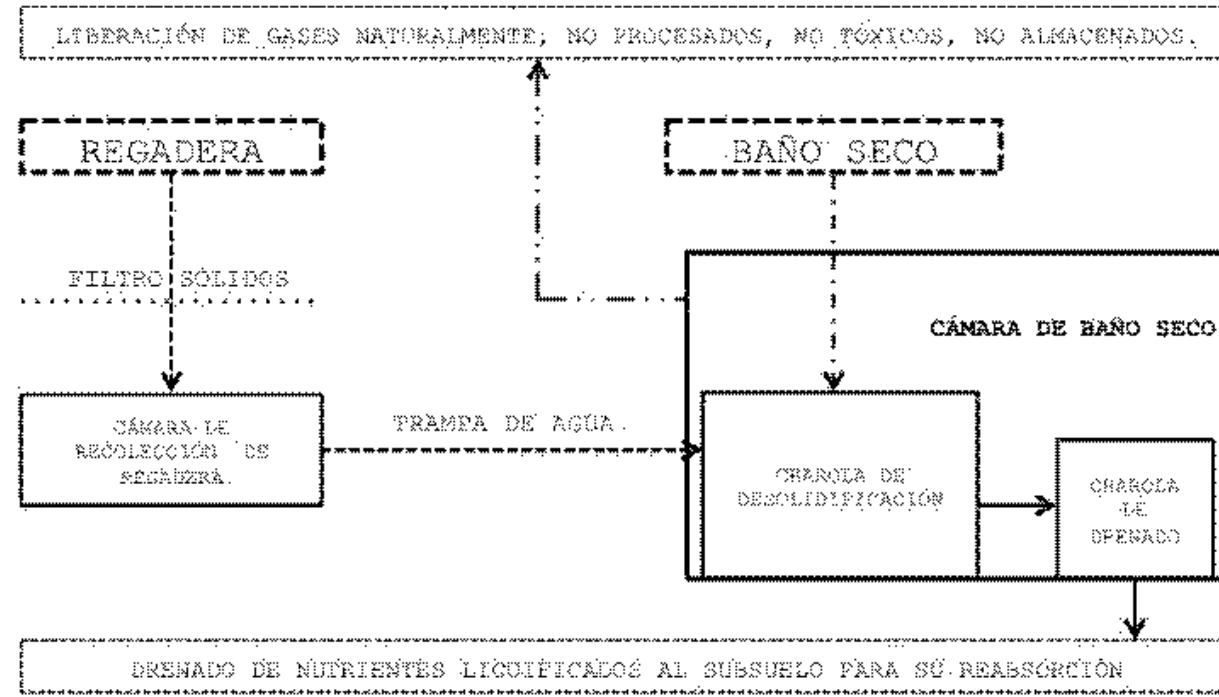 LIBERACIÓN DE GASES NATURALMENTE; NO PROCESADOS, NO TÓXICOS, NO ALMACENADOS.
REGADERA
BAÑO SECO
FILTRO SÓLIDOS
CÁMARA DE BAÑO SECO
CÁMARA DE
RECOLECCIÓN DE
REGADERA.
TRAMPA DE AGUA.
CHAROLA DE
DESOLIDIFICACIÓN
CHAROLA
DE
DRENADO
DRENADO DE NUTRIENTES LICUIFICADOS AL SUBSUELO PARA SU REABSORCIÓN